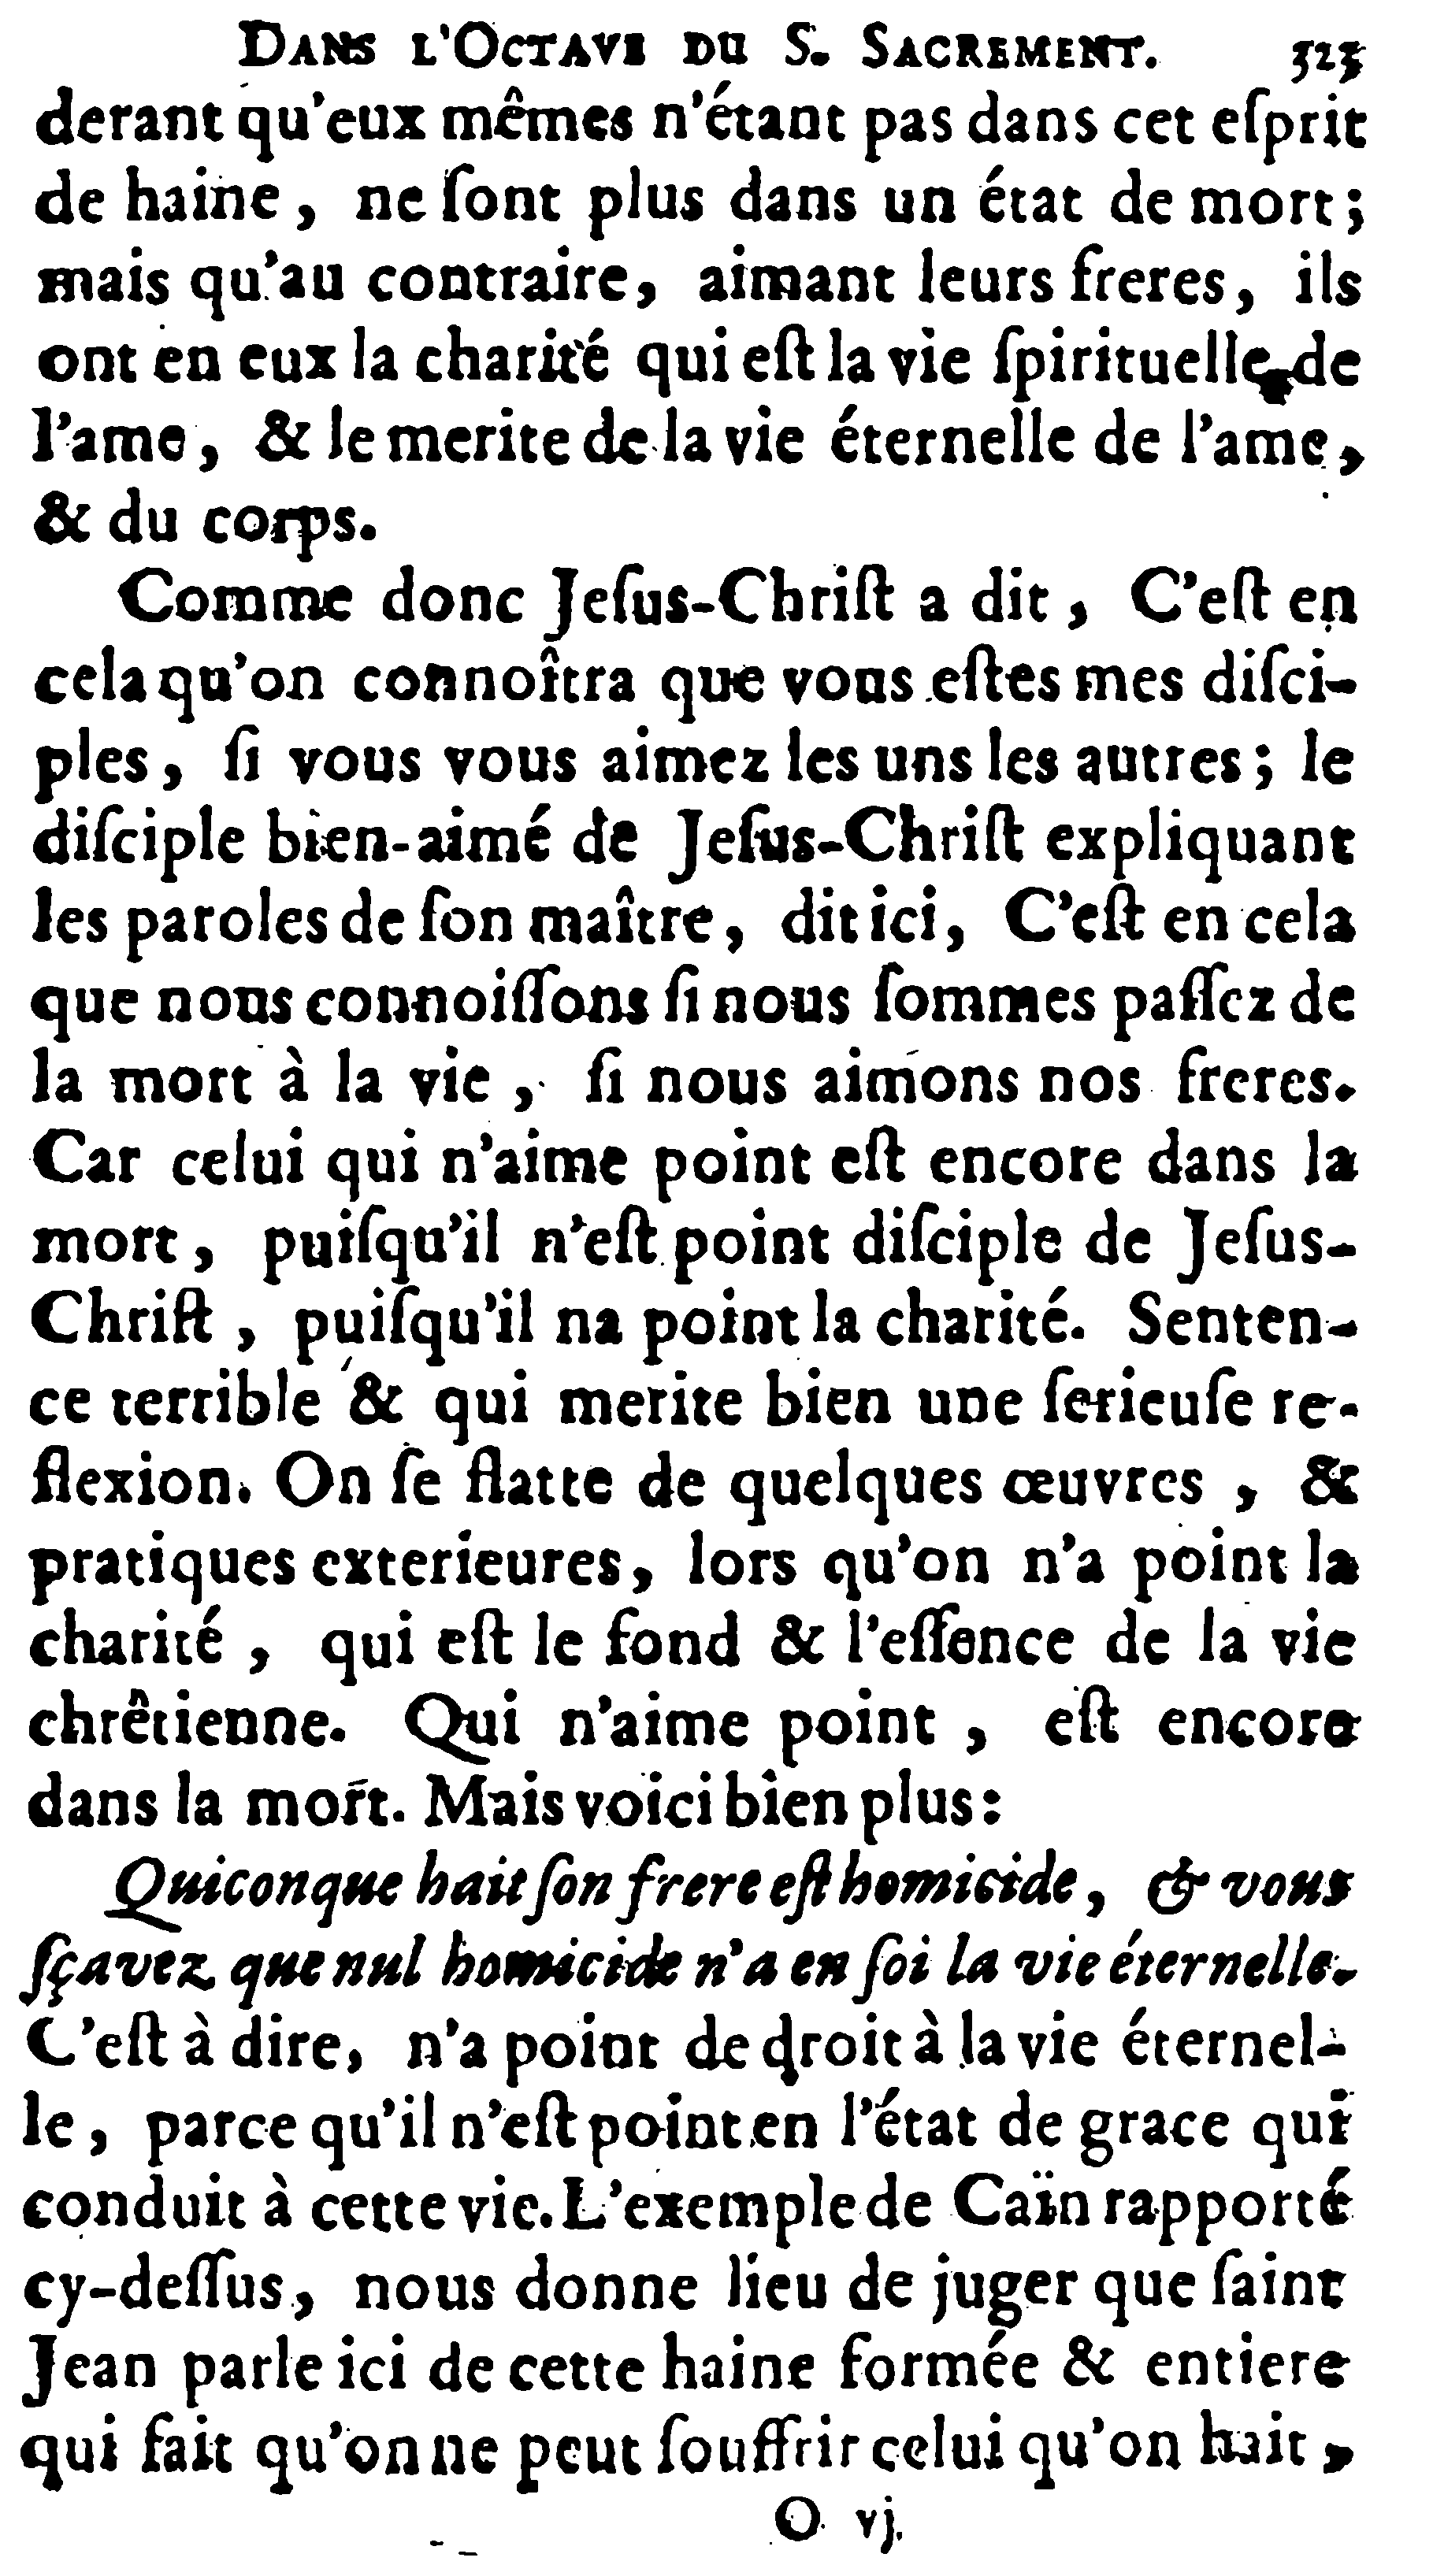 DANS L'OCTAVE DU S. SACREMENT. 323
derant qu'eux mêmes n'étant pas dans cet eſprit
de haine, ne ſont plus dans un état de mort;
mais qu'au contraire, aimant leurs freres, ils
ont en eux la charité qui eſt la vie ſpirituelle de
l'ame, & le merite de la vie éternelle de l'ame,
& du corps.
Comme donc Jeſus-Chriſt a dit, C'eſt en
cela qu'on connoîtra que vous eſtes mes diſci-
ples, ſi vous vous aimez les uns les autres; le
diſciple bien-aimé de Jeſus-Chriſt expliquant
les paroles de ſon maître, dit ici, C'eſt en cela
que nous connoiſſons ſi nous ſommes paſſez de
la mort à la vie, ſi nous aimons nos freres.
Car celui qui n'aime point eſt encore dans la
mort, puiſqu'il n'eſt point diſciple de Jeſus-
Chriſt, puiſqu'il na point la charité. Senten-
ce terrible & qui merite bien une ſerieuſe re-
flexion. On ſe flatte de quelques œuvres, &
pratiques exterieures, lors qu'on n'a point la
charité, qui eſt le fond & l'eſſence de la vie
chrêtienne. Qui n'aime point, eſt encore
dans la mort. Mais voici bien plus:
Quiconque hait ſon frere eſt homicide, & vous
ſçavez que nul homicide n'a en ſoi la vie éternelle.
C'eſt à dire, n'a point de droit à la vie éternel-
le, parce qu'il n'eſt point en l'état de grace qui
conduit à cette vie. L'exemple de Caïn rapporté
cy-deſſus, nous donne lieu de juger que ſaint
Jean parle ici de cette haine formée & entiere
qui fait qu'on ne peut ſouffrir celui qu'on hait,
O vj.